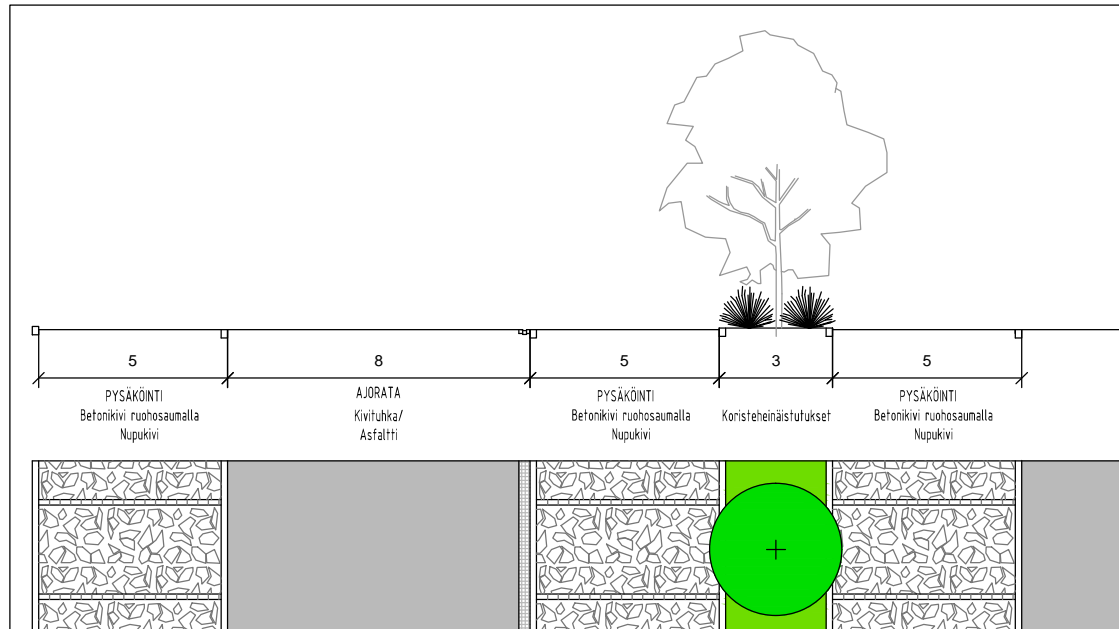 5
8
5
3
5
PYSÄKÖINTI
Betonikivi ruohosaumalla
Nupukivi
AJORATA
Kivituhka/
Asfaltti
PYSÄKÖINTI
Betonikivi ruohosaumalla
Nupukivi
Koristeheinäistutukset
PYSÄKÖINTI
Betonikivi ruohosaumalla
Nupukivi